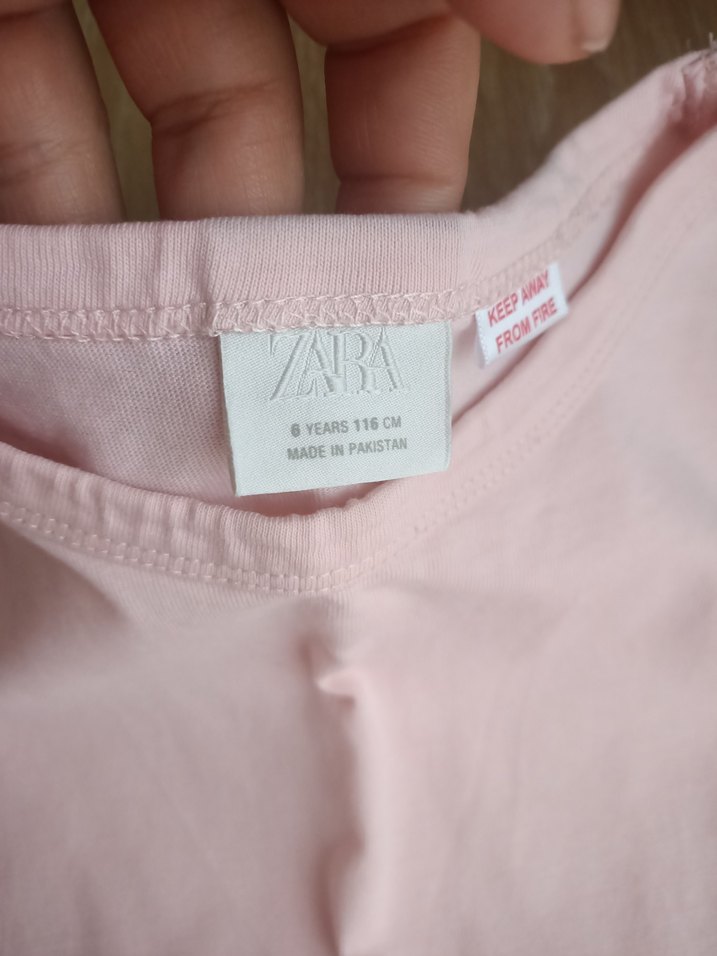 ZARA
6 YEARS 116 CM
MADE IN PAKISTAN
KEEP AWAY
FROM FIRE